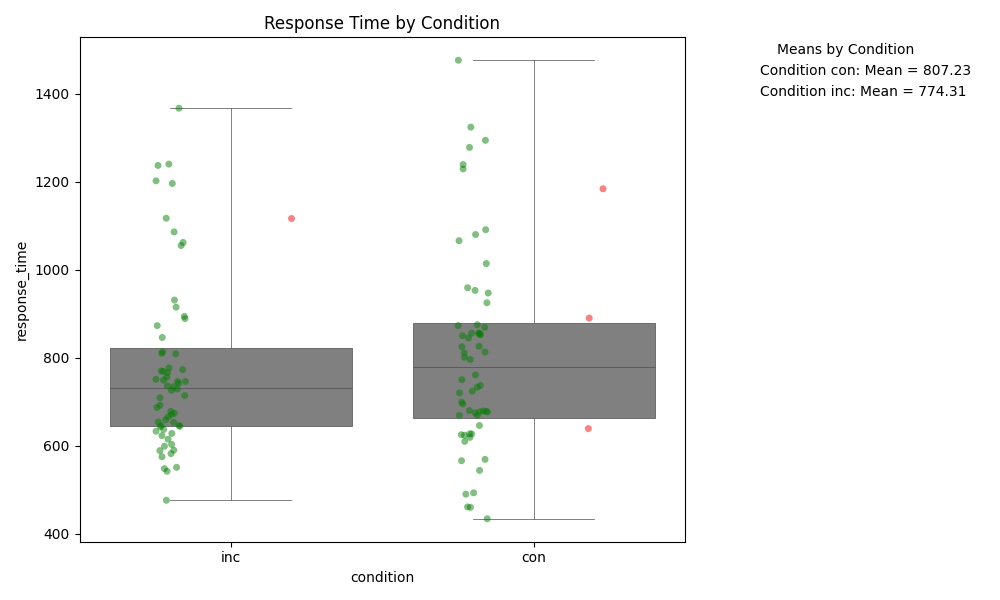 Response Time by Condition
Means by Condition
Condition con: Mean = 807.23
Condition inc: Mean = 774.31
response_time
1400
1200
1000
800
600
400
inc
con
condition